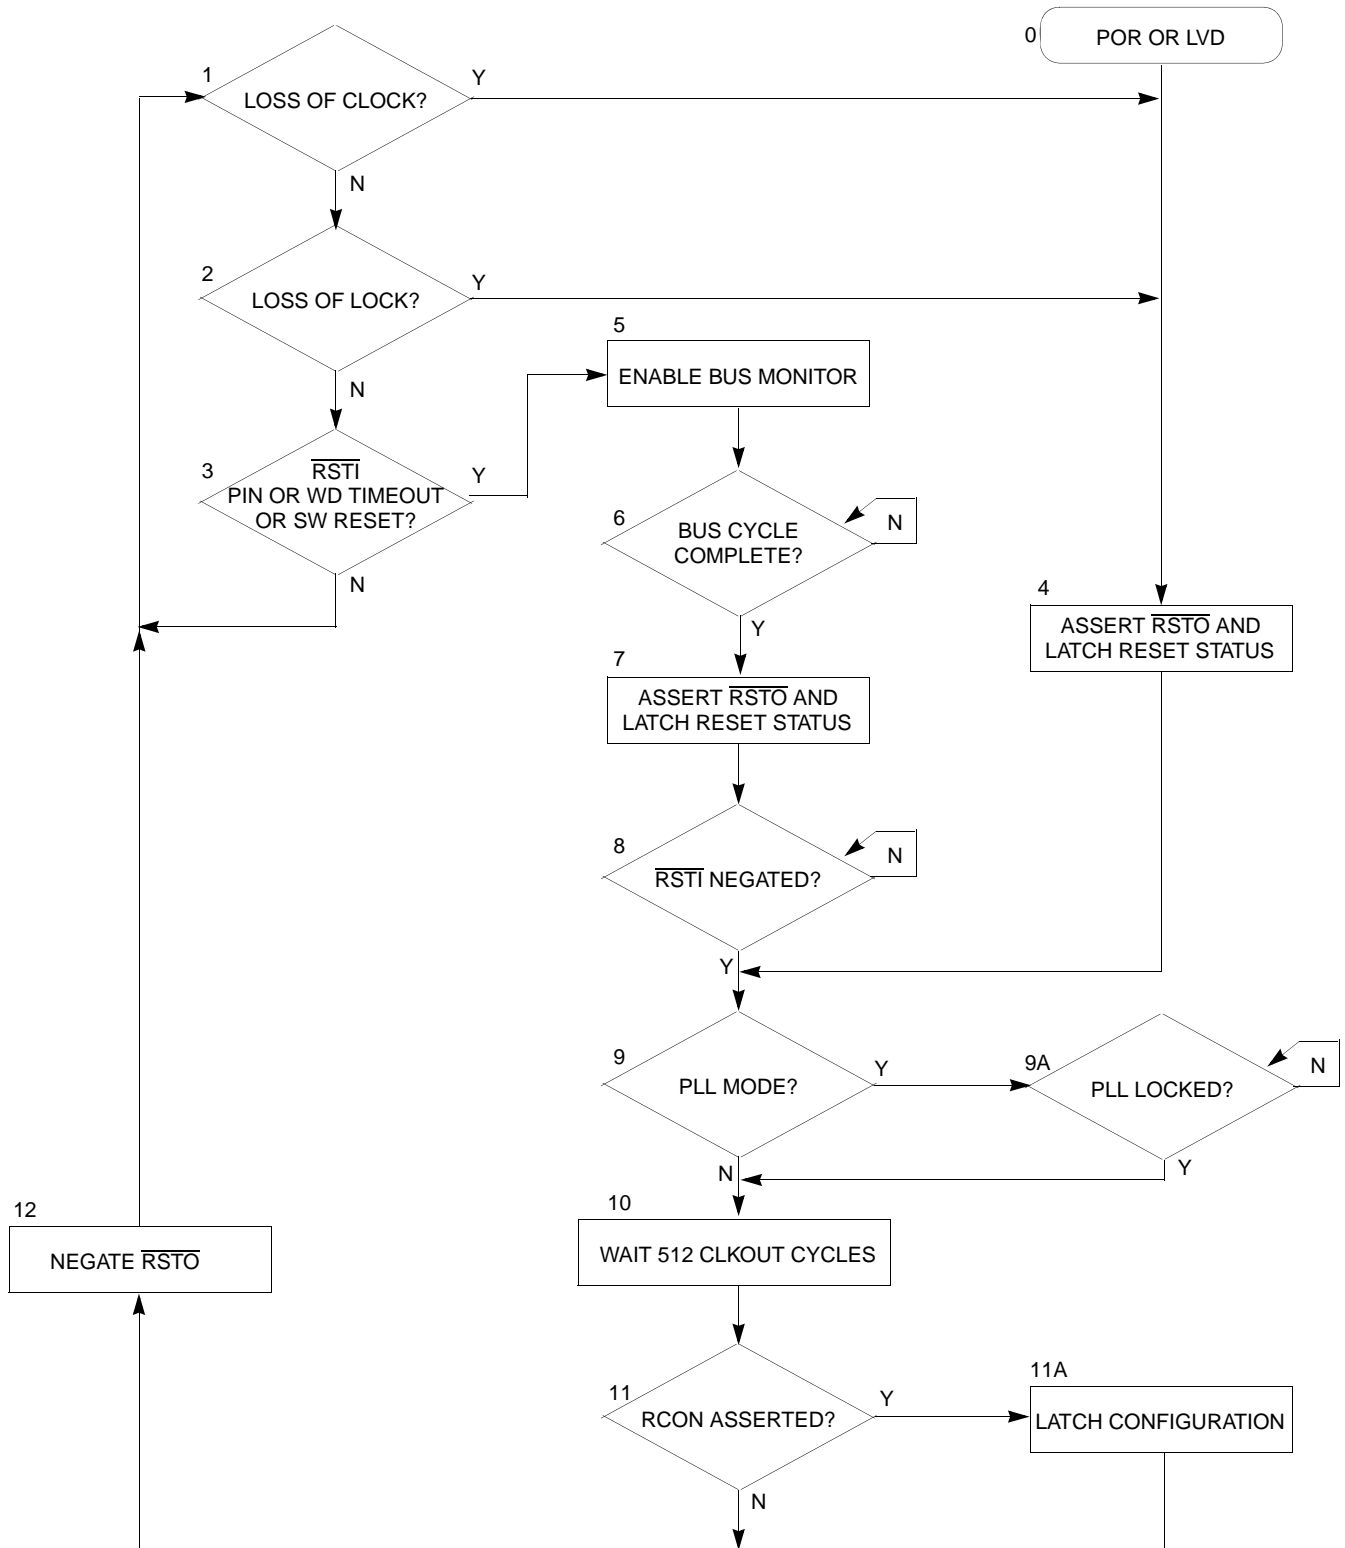 0
POR OR LVD
1
LOSS OF CLOCK?
Y
N
2
LOSS OF LOCK?
Y
N
3
RSTI
PIN OR WD TIMEOUT
OR SW RESET?
Y
N
5
ENABLE BUS MONITOR
6
BUS CYCLE
COMPLETE?
N
Y
4
ASSERT RSTO AND
LATCH RESET STATUS
7
ASSERT RSTO AND
LATCH RESET STATUS
8
RSTI NEGATED?
N
Y
9
PLL MODE?
Y
N
9A
PLL LOCKED?
N
Y
10
WAIT 512 CLKOUT CYCLES
12
NEGATE RSTO
11
RCON ASSERTED?
Y
N
11A
LATCH CONFIGURATION